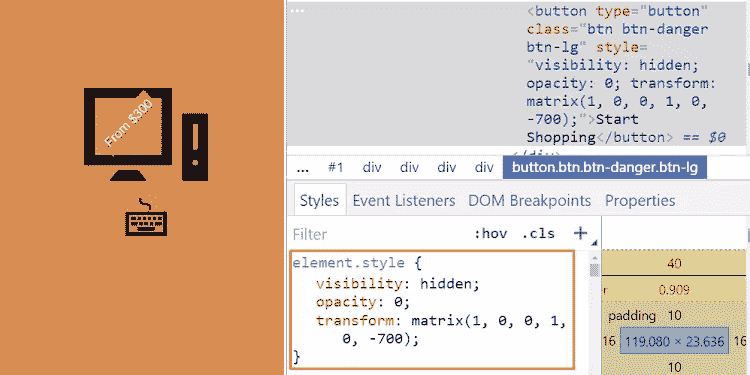 From $300
...
<button type="button"
class="btn btn-danger
btn-lg" style=
"visibility: hidden;
opacity: 0; transform:
matrix(1, 0, 0, 1, 0,
-700);">Start
Shopping</button> == $0
</div>
... #1 div div div div button.btn.btn-danger.btn-lg
Styles Event Listeners DOM Breakpoints Properties
Filter :hov .cls +
element.style {
visibility: hidden;
opacity: 0;
transform: matrix(1, 0, 0, 1,
0, -700);
}
40
r 0.909
padding 10
16 119.080 × 23.636 16
10